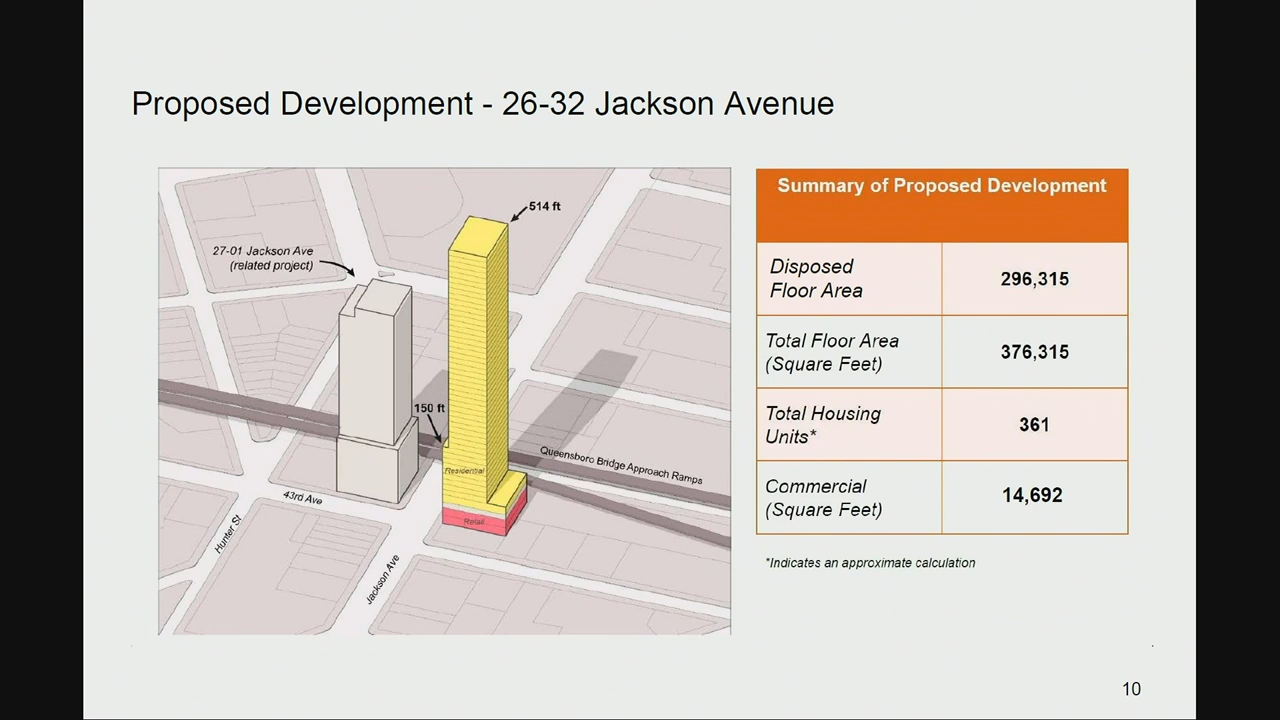 Proposed Development - 26-32 Jackson Avenue
514 ft
27-01 Jackson Ave
(related project)
150 ft
Queensboro Bridge Approach Ramps
Residential
43rd Ave
Retail
Hunter St
Jackson Ave
Summary of Proposed Development
Disposed
Floor Area
296,315
Total Floor Area
(Square Feet)
376,315
Total Housing
Units*
361
Commercial
(Square Feet)
14,692
*Indicates an approximate calculation
10